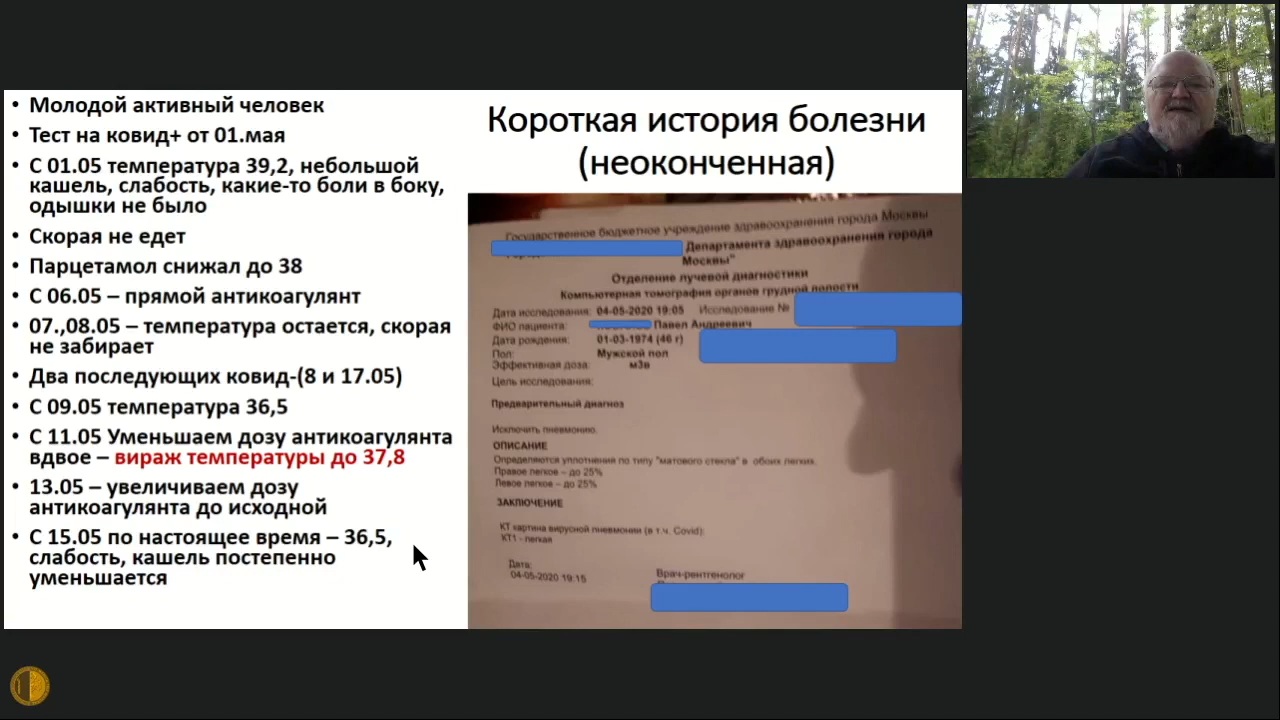 • Молодой активный человек
• Тест на ковид+ от 01.мая
• С 01.05 температура 39,2, небольшой
кашель, слабость, какие-то боли в боку,
одышки не было
• Скорая не едет
• Парцетамол снижал до 38
• С 06.05 – прямой антикоагулянт
• 07.,08.05 – температура остается, скорая
не забирает
• Два последующих ковид-(8 и 17.05)
• С 09.05 температура 36,5
• С 11.05 Уменьшаем дозу антикоагулянта
вдвое – вираж температуры до 37,8
• 13.05 – увеличиваем дозу
антикоагулянта до исходной
• С 15.05 по настоящее время – 36,5,
слабость, кашель постепенно
уменьшается
Короткая история болезни
(неоконченная)
Государственное бюджетное учреждение здравоохранения города Москвы
Департамента здравоохранения города
Москвы"
Отделение лучевой диагностики
Компьютерная томография органов грудной полости
Дата исследования: 04-05-2020 19:05 Исследование №
ФИО пациента: Павел Андреевич
Дата рождения: 01-03-1974 (46 г)
Пол: Мужской пол
Эффективная доза: мЗв
Цель исследования:
Предварительный диагноз
Исключить пневмонию.
ОПИСАНИЕ
Определяются уплотнения по типу "матового стекла" в обоих легких.
Правое легкое – до 25%
Левое легкое – до 25%
ЗАКЛЮЧЕНИЕ
КТ картина вирусной пневмонии (в т.ч. Covid):
КТ1 - легкая
Дата:
04-05-2020 19:15
Врач-рентгенолог